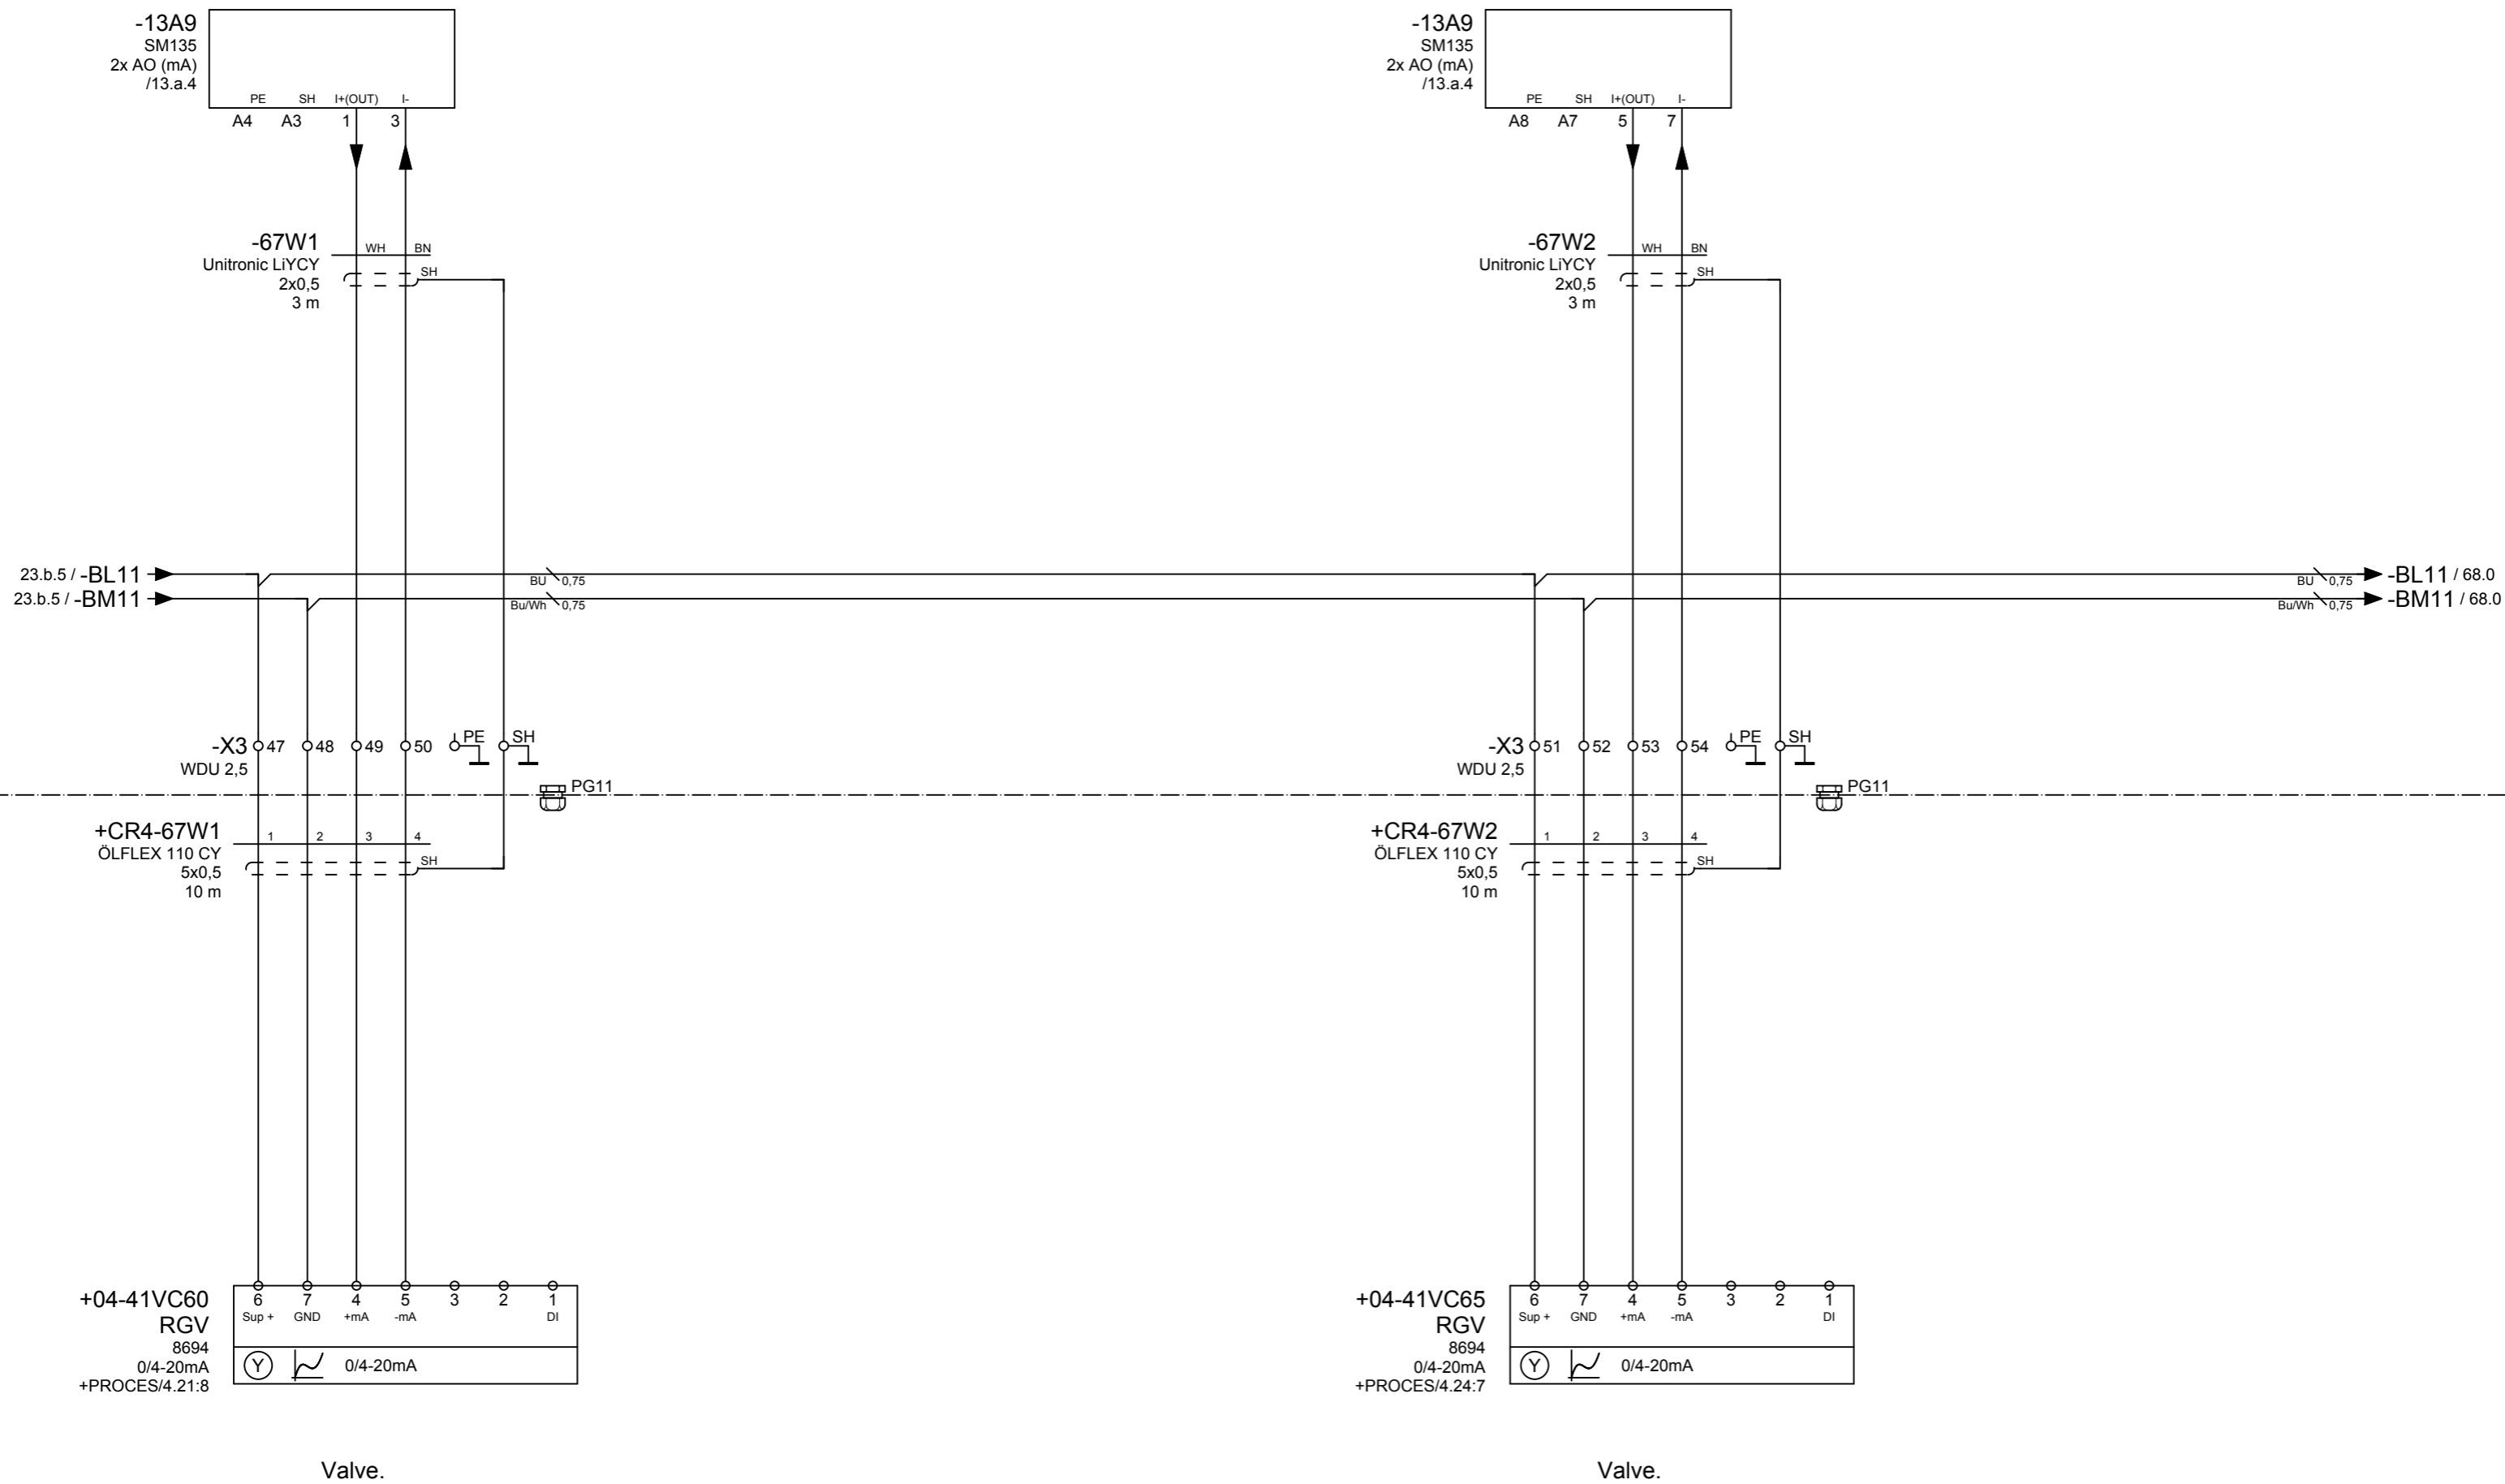 -13A9
SM135
2x AO (mA)
/13.a.4
PE SH I+(OUT) I-
A4 A3 1 3
-13A9
SM135
2x AO (mA)
/13.a.4
PE SH I+(OUT) I-
A8 A7 5 7
-67W1
Unitronic LiYCY
2x0,5
3 m
WH BN
SH
-67W2
Unitronic LiYCY
2x0,5
3 m
WH BN
SH
23.b.5 / -BL11
BU 0,75
BU 0,75
-BL11 / 68.0
23.b.5 / -BM11
Bu/Wh 0,75
Bu/Wh 0,75
-BM11 / 68.0
-X3 47 48 49 50 PE SH
WDU 2,5
PG11
-X3 51 52 53 54 PE SH
WDU 2,5
PG11
+CR4-67W1
ÖLFLEX 110 CY
5x0,5
10 m
1 2 3 4
SH
+CR4-67W2
ÖLFLEX 110 CY
5x0,5
10 m
1 2 3 4
SH
+04-41VC60
RGV
8694
0/4-20mA
+PROCES/4.21:8
6 7 4 5 3 2 1
Sup + GND +mA -mA DI
Y 0/4-20mA
+04-41VC65
RGV
8694
0/4-20mA
+PROCES/4.24:7
6 7 4 5 3 2 1
Sup + GND +mA -mA DI
Y 0/4-20mA
Valve.
Valve.